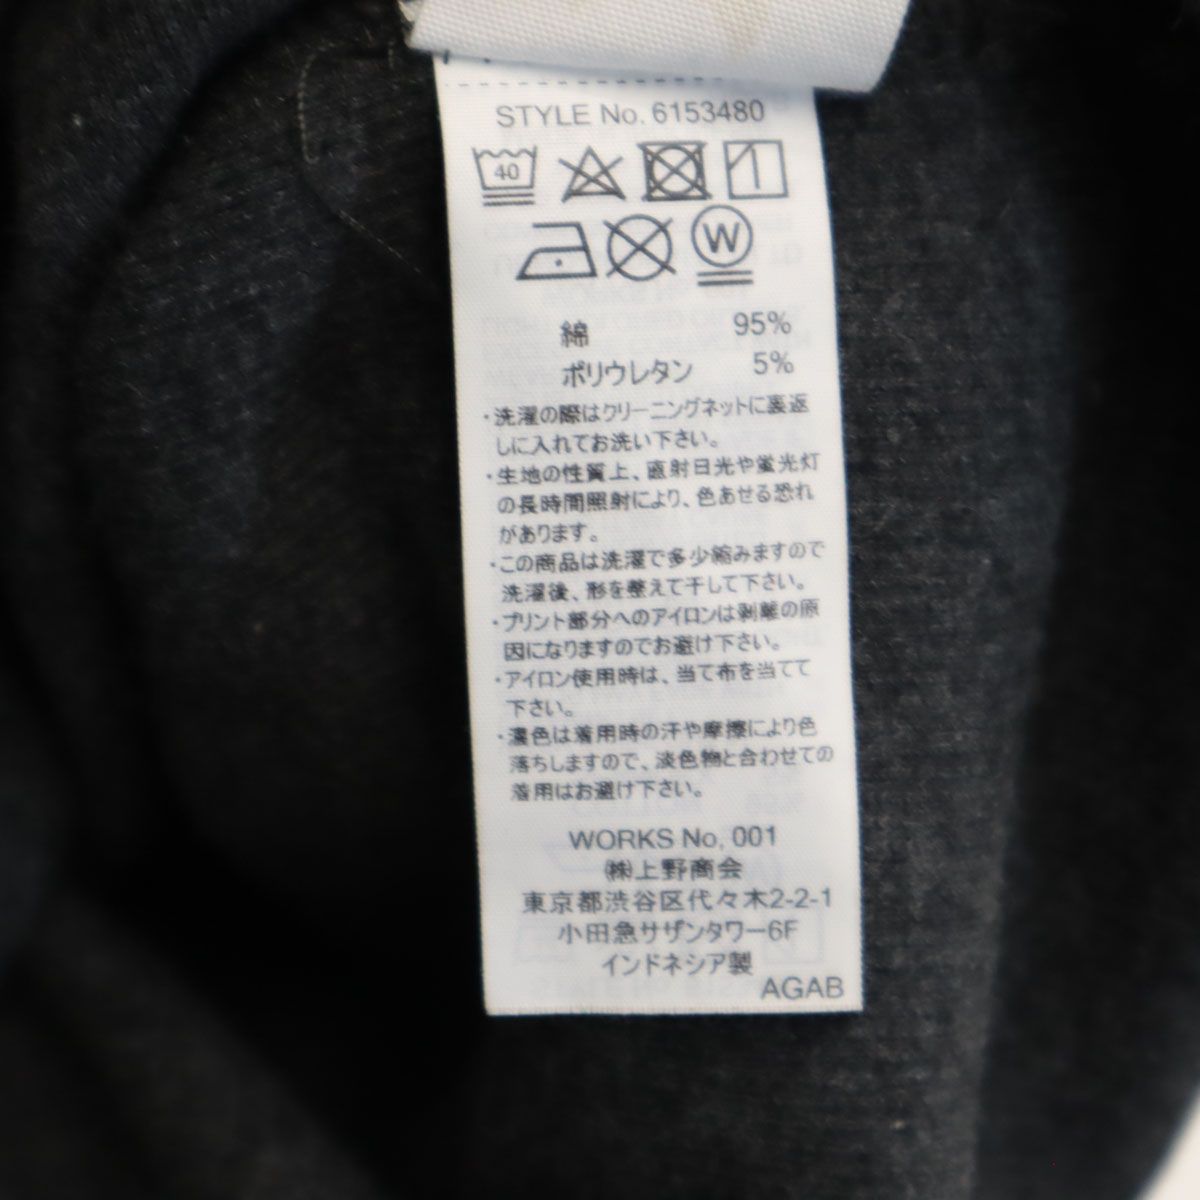 STYLE No. 6153480
40
W
綿 95%
ポリウレタン 5%
・洗濯の際はクリーニングネットに裏返
しに入れてお洗い下さい。
・生地の性質上、直射日光や蛍光灯
の長時間照射により、色あせる恐れ
があります。
・この商品は洗濯で多少縮みますので
洗濯後、形を整えて干して下さい。
・プリント部分へのアイロンは剥離の原
因になりますのでお避け下さい。
・アイロン使用時は、当て布を当てて
下さい。
・濃色は着用時の汗や摩擦により色
落ちしますので、淡色物と合わせての
着用はお避け下さい。
WORKS No, 001
㈱上野商会
東京都渋谷区代々木2-2-1
小田急サザンタワー6F
インドネシア製
AGAB